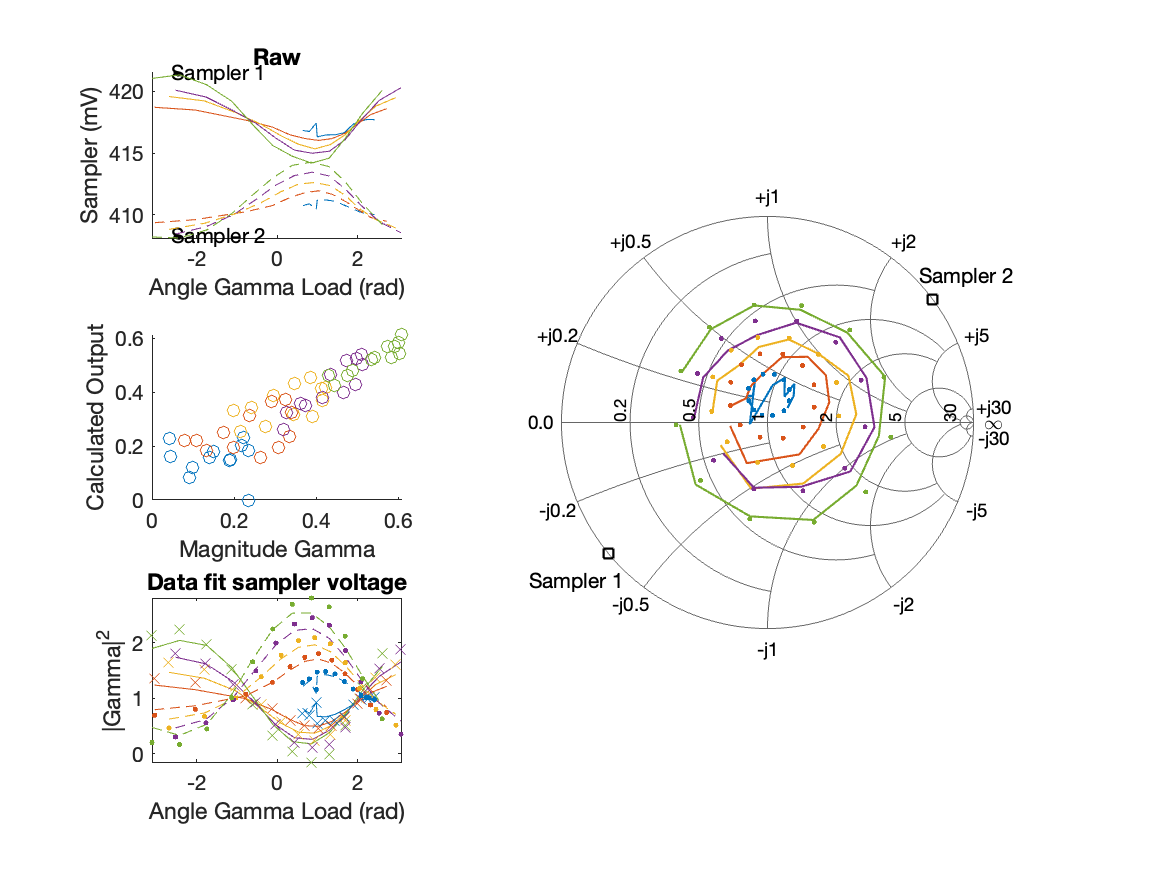 Raw
Sampler 1
Sampler (mV)
420
415
410
Sampler 2
-2
0
2
Angle Gamma Load (rad)
Calculated Output
0.6
0.4
0.2
0
0
0.2
0.4
0.6
Magnitude Gamma
Data fit sampler voltage
|Gamma|2
2
1
0
-2
0
2
Angle Gamma Load (rad)
+j1
+j0.5
+j2
Sampler 2
+j0.2
+j5
0.0
0.2
0.5
1
2
5
30
+j30
∞
-j30
-j0.2
-j5
Sampler 1
-j0.5
-j2
-j1